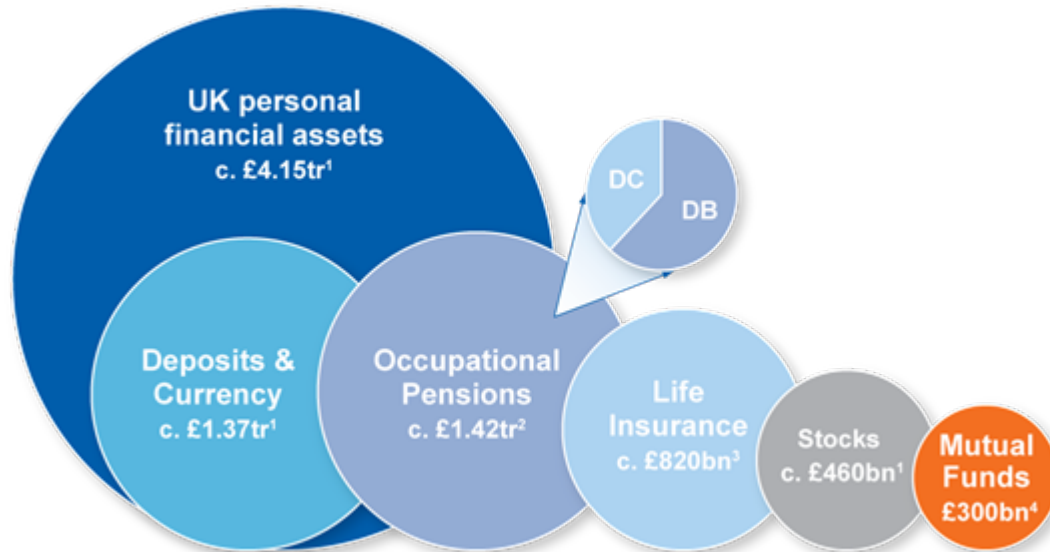 UK personal
financial assets
c. £4.15tr¹
DC
DB
Deposits &
Currency
c. £1.37tr¹
Occupational
Pensions
c. £1.42tr²
Life
Insurance
c. £820bn³
Stocks
c. £460bn¹
Mutual
Funds
£300bn⁴